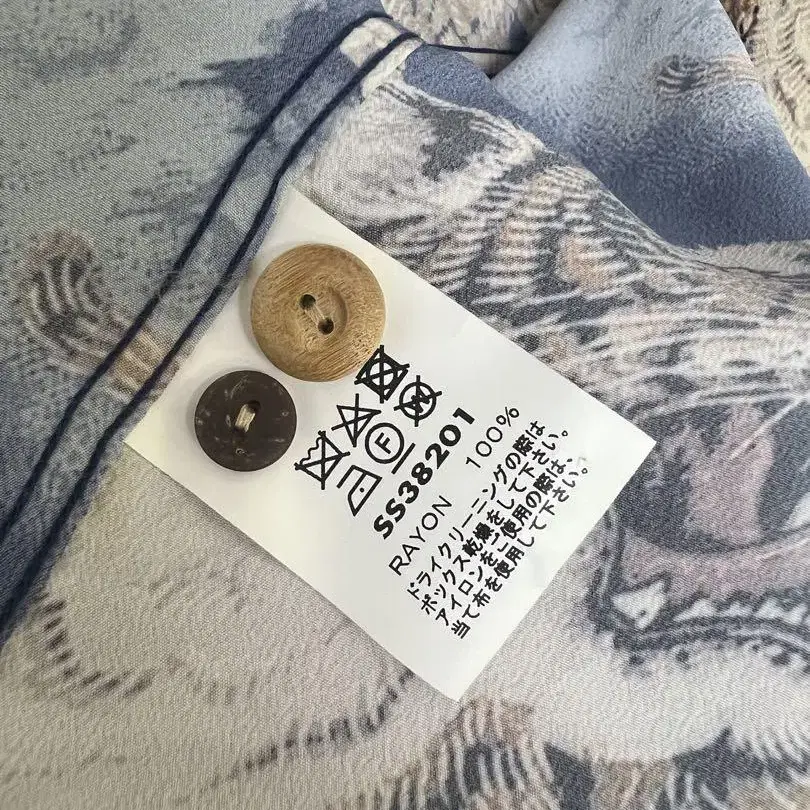 SS38201
RAYON 100%
ドライクリーニングの際は
ボックス乾燥をして下さい。
アイロンをご使用の際は、
当て布を使用して下さい。